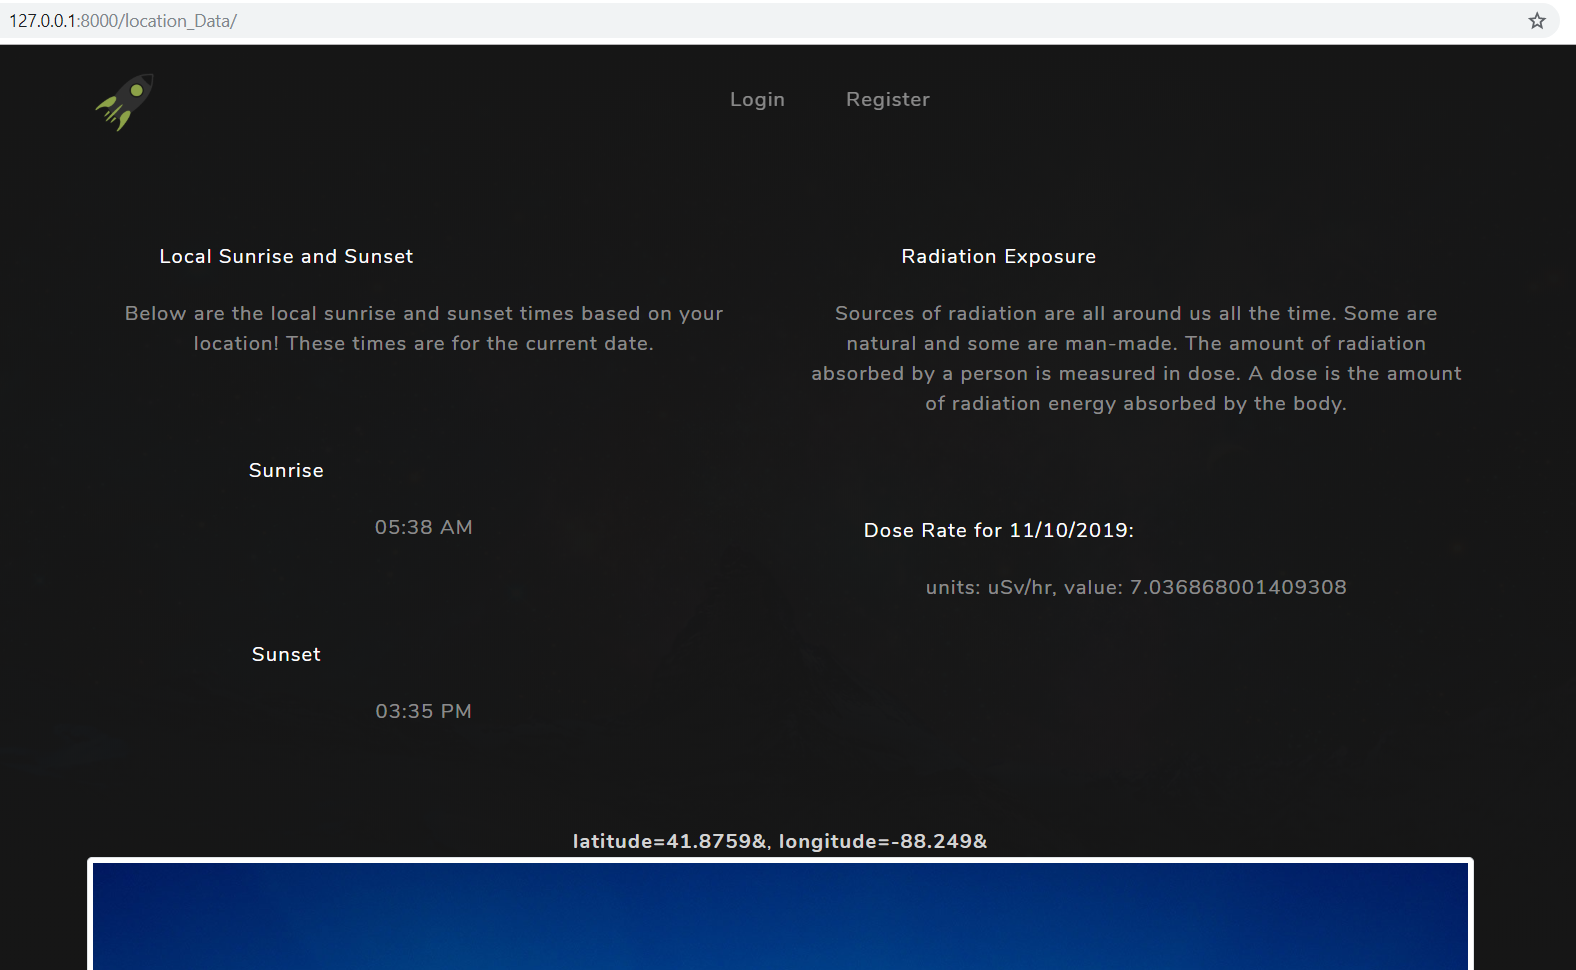 127.0.0.1:8000/location_Data/
Login
Register
Local Sunrise and Sunset
Below are the local sunrise and sunset times based on your
location! These times are for the current date.
Sunrise
05:38 AM
Sunset
03:35 PM
Radiation Exposure
Sources of radiation are all around us all the time. Some are
natural and some are man-made. The amount of radiation
absorbed by a person is measured in dose. A dose is the amount
of radiation energy absorbed by the body.
Dose Rate for 11/10/2019:
units: uSv/hr, value: 7.036868001409308
latitude=41.8759&, longitude=-88.249&